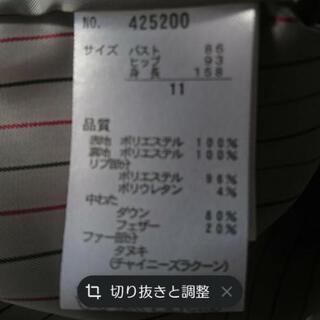 NO. 425200
サイズ バスト 86
ヒップ 93
身長 158
11
品質
表地 ポリエステル 100%
裏地 ポリエステル 100%
リブ部分
ポリエステル 96%
ポリウレタン 4%
中わた
ダウン 80%
フェザー 20%
ファー部分
タヌキ
(チャイニーズラクーン)
切り抜きと調整 ×